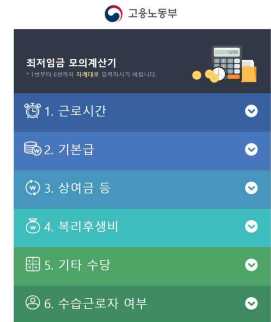 고용노동부
최저임금 모의계산기
* 1번부터 6번까지 차례대로 입력하시기 바랍니다.
1. 근로시간
2. 기본급
3. 상여금 등
4. 복리후생비
5. 기타 수당
6. 수습근로자 여부